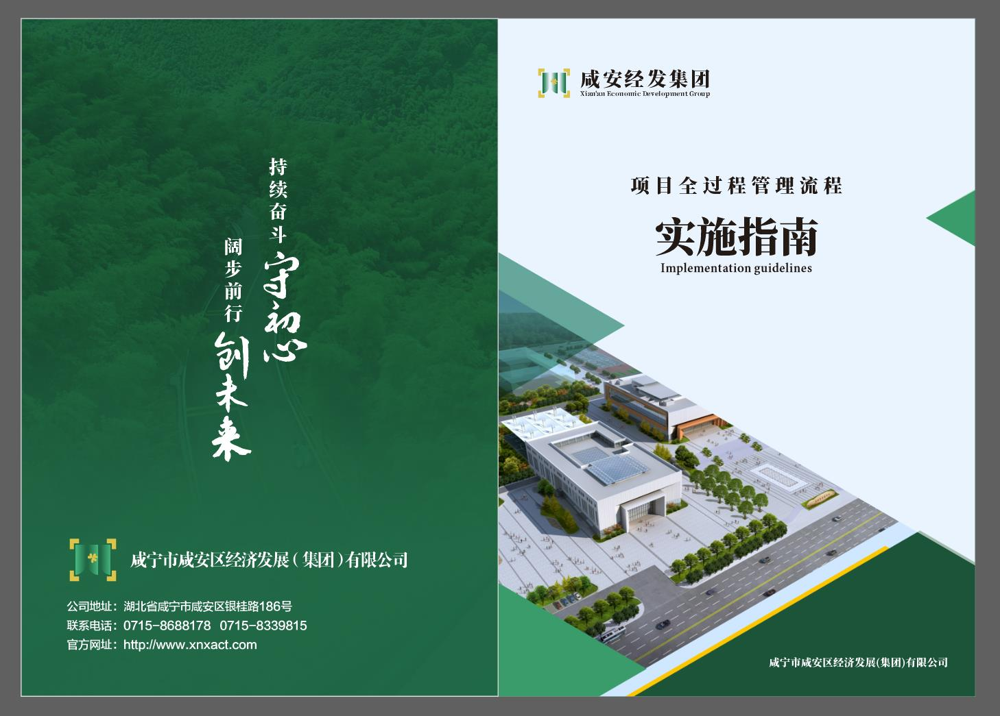 持续奋斗
守初心
阔步前行
创未来
咸宁市咸安区经济发展(集团)有限公司
公司地址：湖北省咸宁市咸安区银桂路186号
联系电话：0715-8688178 0715-8339815
官方网址：http://www.xnxact.com
咸安经发集团
Xian'an Economic Development Group
项目全过程管理流程
实施指南
Implementation guidelines
咸宁市咸安区经济发展(集团)有限公司